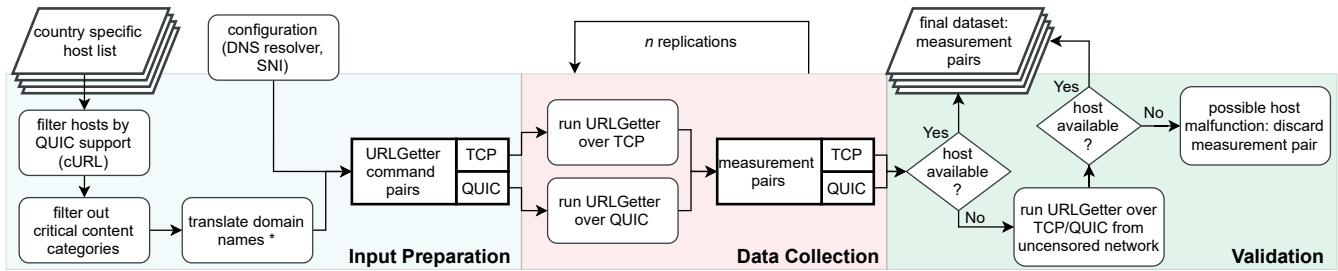 country specific
host list
filter hosts by
QUIC support
(cURL)
filter out
critical content
categories
translate domain
names *
configuration
(DNS resolver,
SNI)
URLGetter
command
pairs
TCP
QUIC
Input Preparation
n replications
run URLGetter
over TCP
run URLGetter
over QUIC
measurement
pairs
TCP
QUIC
Data Collection
final dataset:
measurement
pairs
Yes
host
available
?
No
run URLGetter over
TCP/QUIC from
uncensored network
Yes
host
available
?
No
possible host
malfunction: discard
measurement pair
Validation